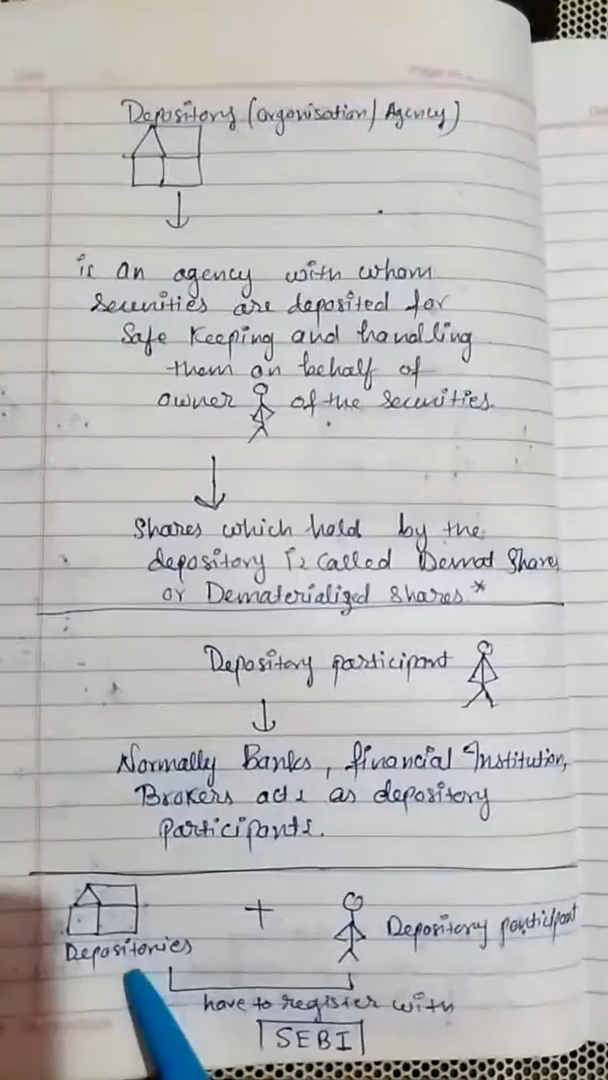 Depository (Organisation/Agency)
is an agency with whom
Securities are deposited for
Safe Keeping and handling
them on behalf of
owner of the securities.
Shares which held by the
depository is called Demat Shares
or Dematerialized shares*
Depository participant
Normally Banks, financial Institution,
Brokers acts as depository
participants.
Depositories + Depository participant
have to register with
SEBI